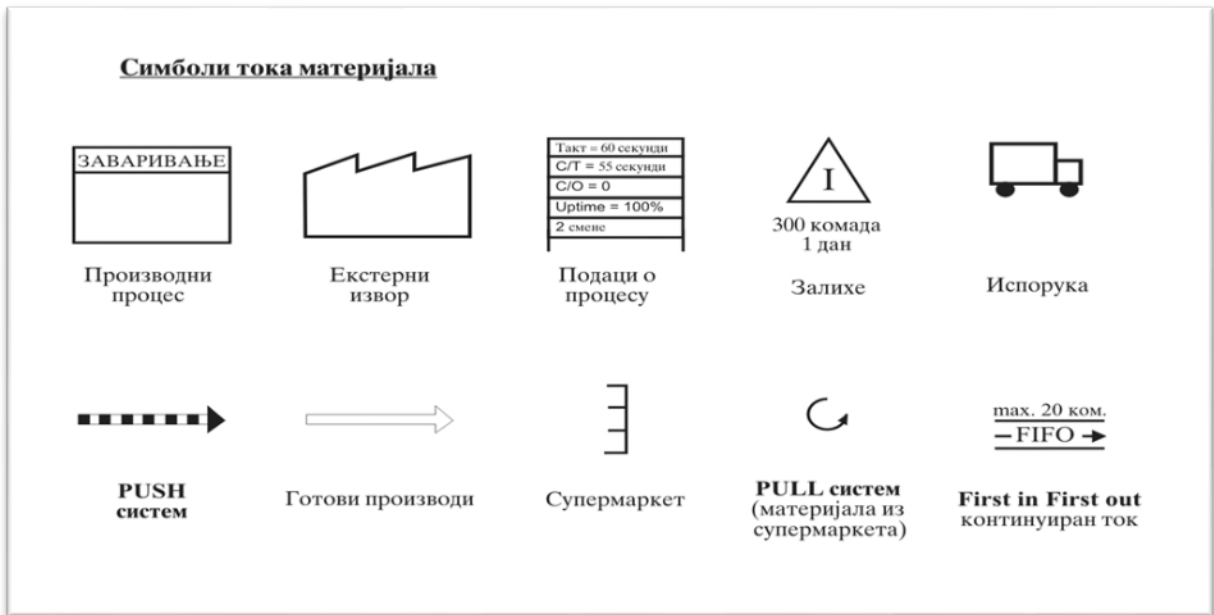 Симболи тока материјала
ЗАВАРИВАЊЕ
Производни
процес
Екстерни
извор
Такт = 60 секунди
C/T = 55 секунди
C/O = 0
Uptime = 100%
2 смене
Подаци о
процесу
I
300 комада
1 дан
Залихе
Испорука
PUSH
систем
Готови производи
Супермаркет
PULL систем
(материјала из
супермаркета)
max. 20 ком.
FIFO
First in First out
континуиран ток